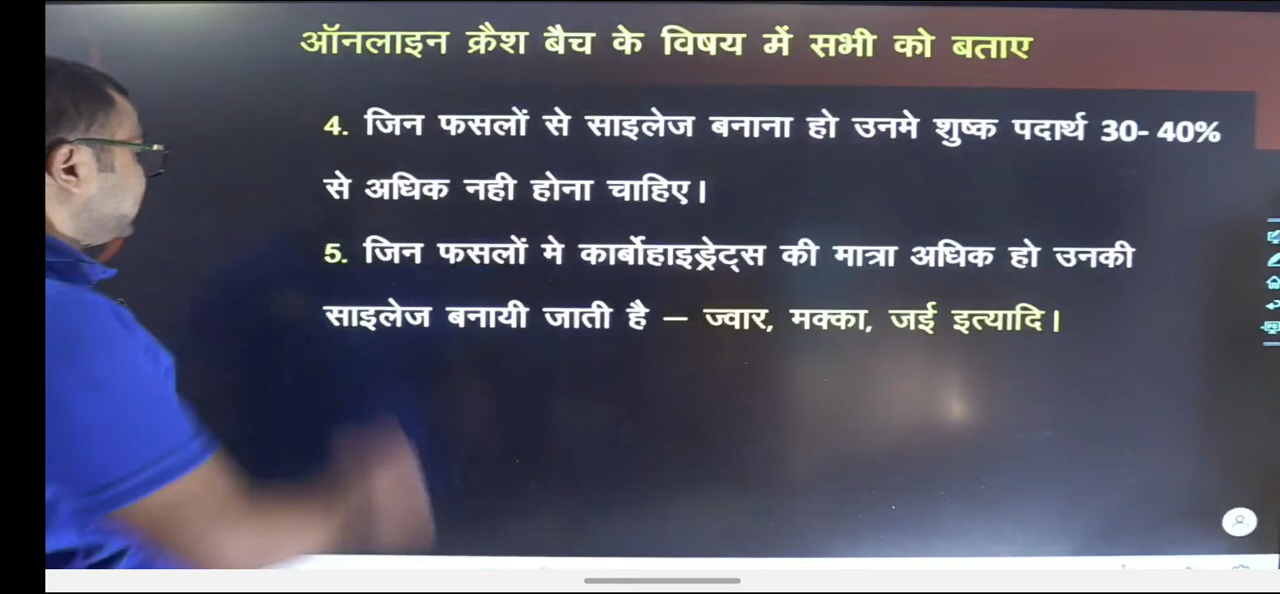 ऑनलाइन क्रैश बैच के विषय में सभी को बताए
4. जिन फसलों से साइलेज बनाना हो उनमे शुष्क पदार्थ 30- 40%
से अधिक नही होना चाहिए।
5. जिन फसलों मे कार्बोहाइड्रेट्स की मात्रा अधिक हो उनकी
साइलेज बनायी जाती है – ज्वार, मक्का, जई इत्यादि।